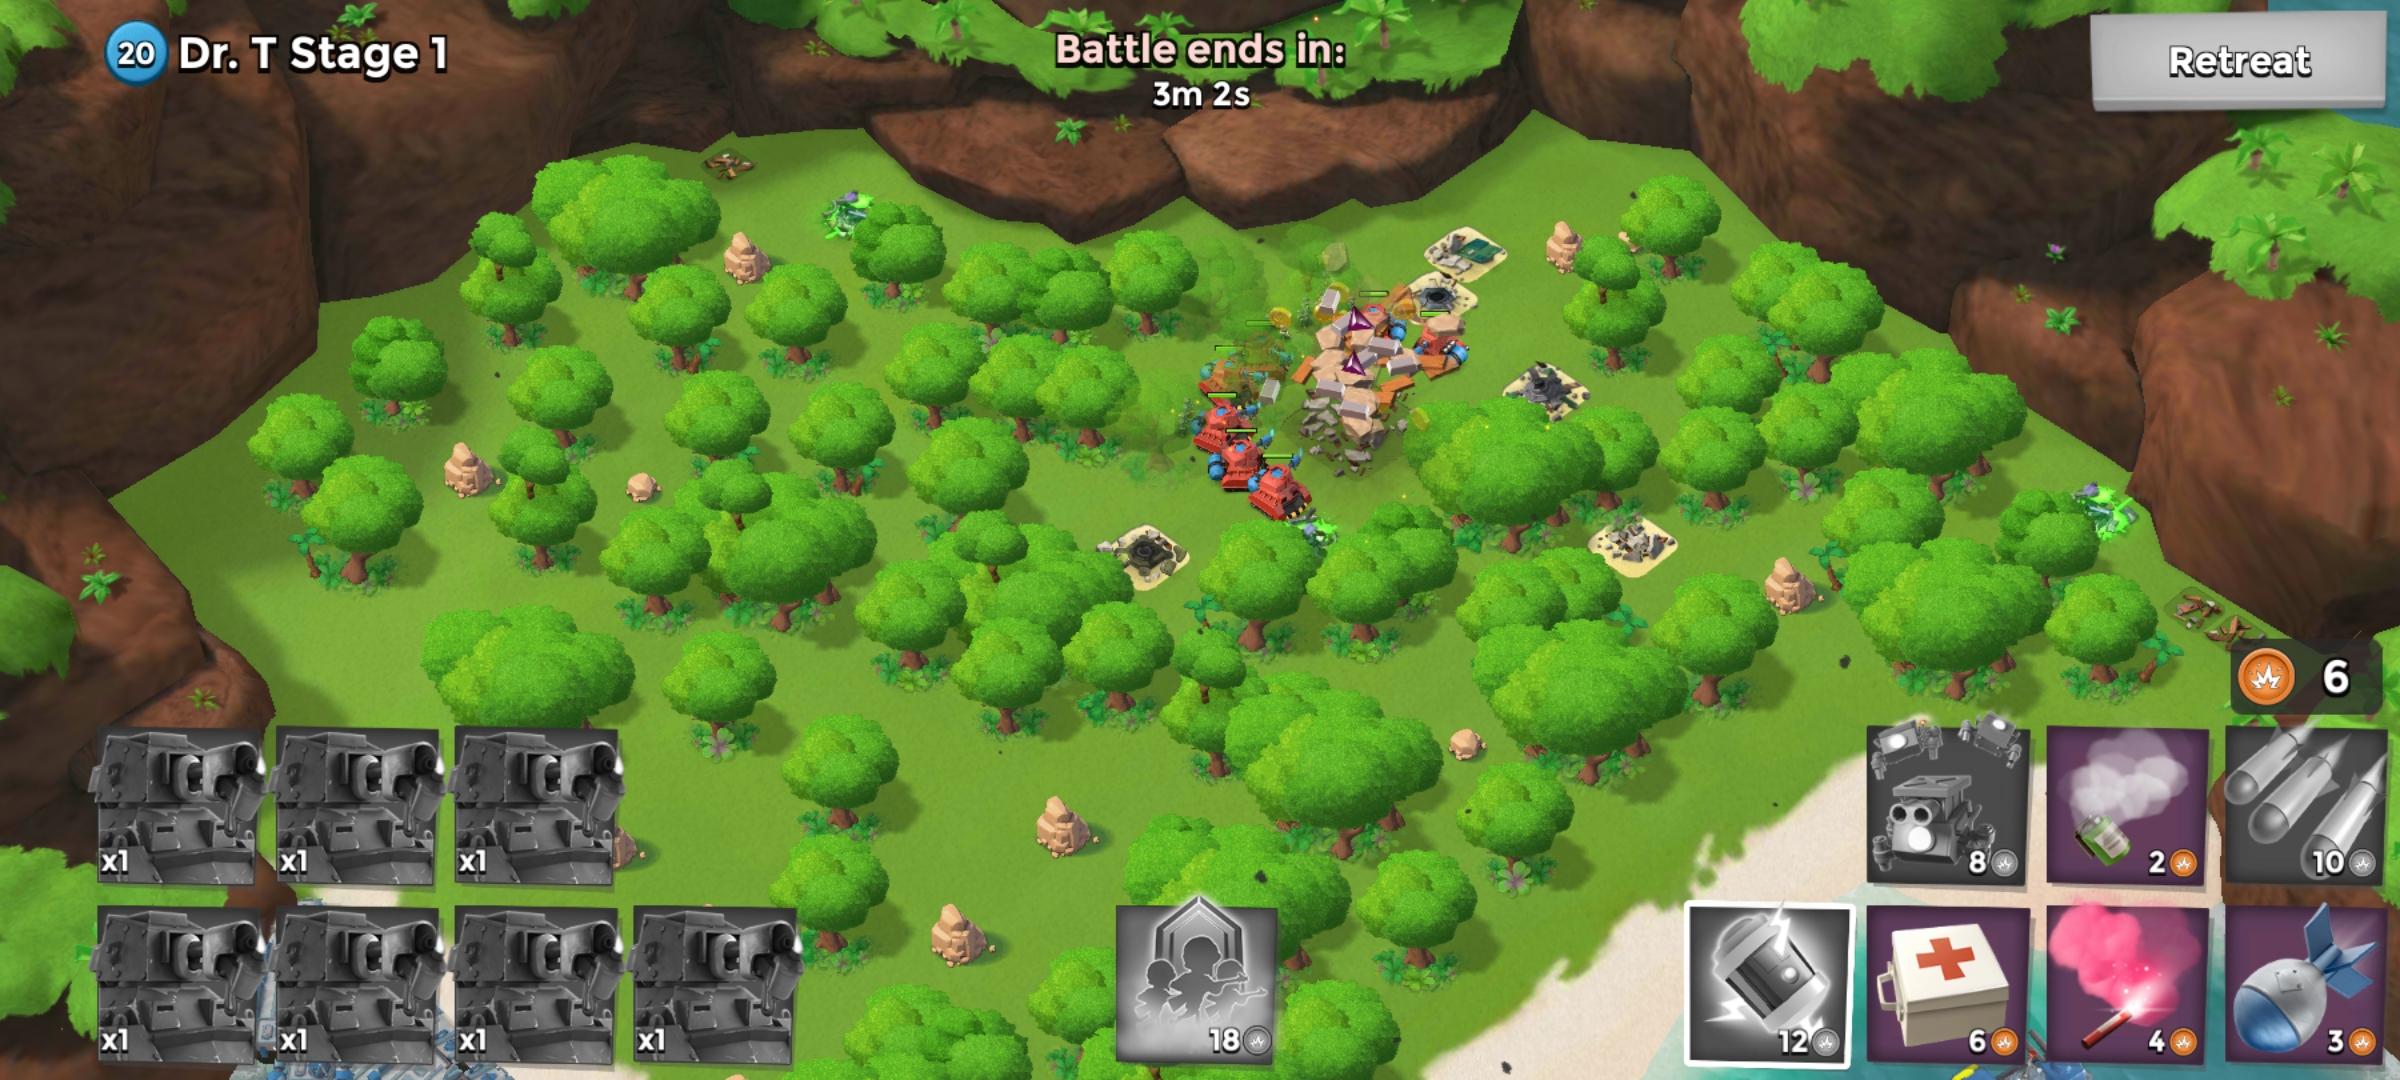 20 Dr. T Stage 1
Battle ends in:
3m 2s
Retreat
6
x1 x1 x1
8 2 10
x1 x1 x1 x1
18
12 6 4 3